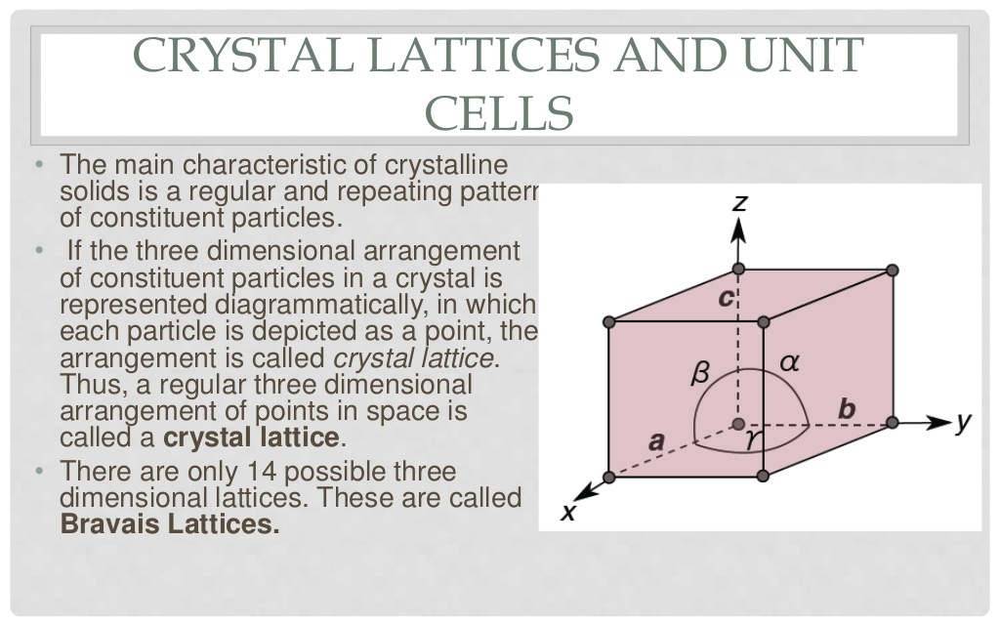 CRYSTAL LATTICES AND UNIT
CELLS
• The main characteristic of crystalline
solids is a regular and repeating pattern
of constituent particles.
• If the three dimensional arrangement
of constituent particles in a crystal is
represented diagrammatically, in which
each particle is depicted as a point, the
arrangement is called crystal lattice.
Thus, a regular three dimensional
arrangement of points in space is
called a crystal lattice.
• There are only 14 possible three
dimensional lattices. These are called
Bravais Lattices.
z
c
β α
b
y
a γ
x